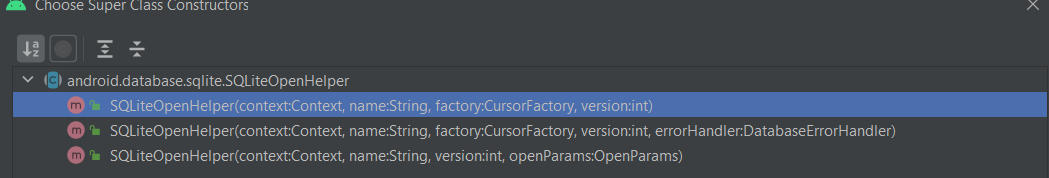 Choose Super Class Constructors
android.database.sqlite.SQLiteOpenHelper
SQLiteOpenHelper(context:Context, name:String, factory:CursorFactory, version:int)
SQLiteOpenHelper(context:Context, name:String, factory:CursorFactory, version:int, errorHandler:DatabaseErrorHandler)
SQLiteOpenHelper(context:Context, name:String, version:int, openParams:OpenParams)